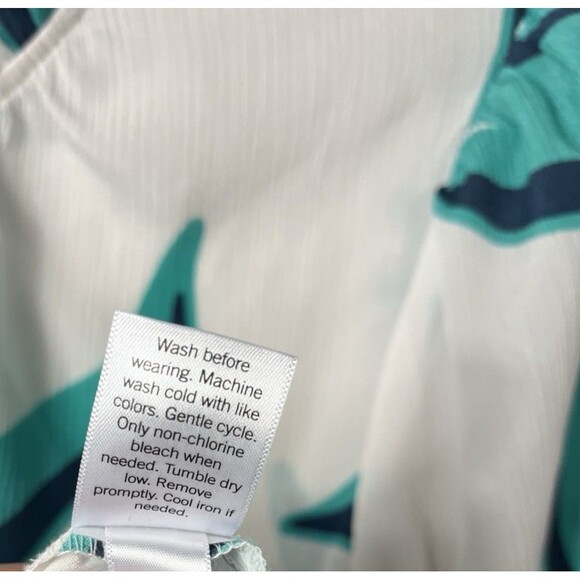 Wash before
wearing. Machine
wash cold with like
colors. Gentle cycle.
Only non-chlorine
bleach when
needed. Tumble dry
low. Remove
promptly. Cool iron if
needed.